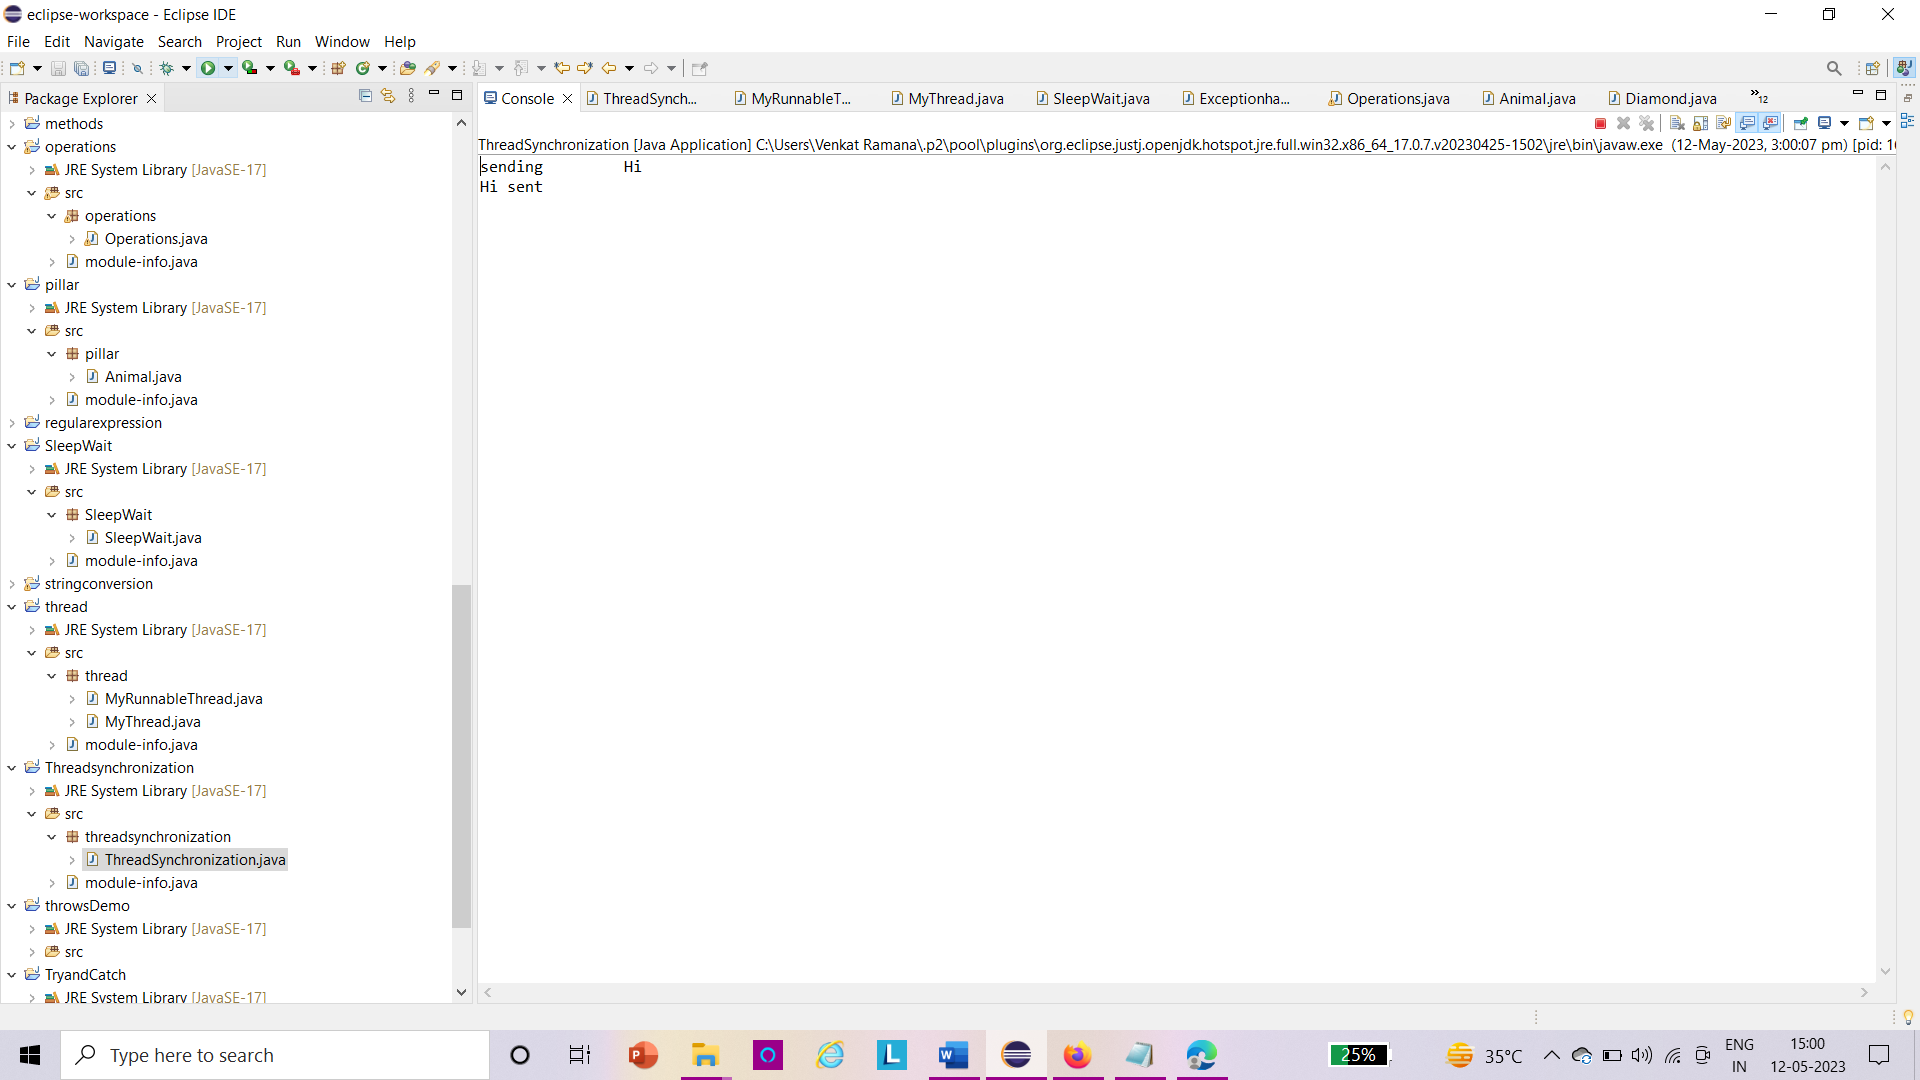 eclipse-workspace - Eclipse IDE
File Edit Navigate Search Project Run Window Help
Package Explorer
methods
operations
JRE System Library [JavaSE-17]
src
operations
Operations.java
module-info.java
pillar
JRE System Library [JavaSE-17]
src
pillar
Animal.java
module-info.java
regularexpression
SleepWait
JRE System Library [JavaSE-17]
src
SleepWait
SleepWait.java
module-info.java
stringconversion
thread
JRE System Library [JavaSE-17]
src
thread
MyRunnableThread.java
MyThread.java
module-info.java
Threadsynchronization
JRE System Library [JavaSE-17]
src
threadsynchronization
ThreadSynchronization.java
module-info.java
throwsDemo
JRE System Library [JavaSE-17]
src
TryandCatch
JRE System Library [JavaSE-17]
Console ThreadSynch... MyRunnableT... MyThread.java SleepWait.java Exceptionha... Operations.java Animal.java Diamond.java »12
ThreadSynchronization [Java Application] C:\Users\Venkat Ramana\.p2\pool\plugins\org.eclipse.justj.openjdk.hotspot.jre.full.win32.x86_64_17.0.7.v20230425-1502\jre\bin\javaw.exe (12-May-2023, 3:00:07 pm) [pid: 1
sending Hi
Hi sent
Type here to search
25%
35°C
ENG
IN
15:00
12-05-2023